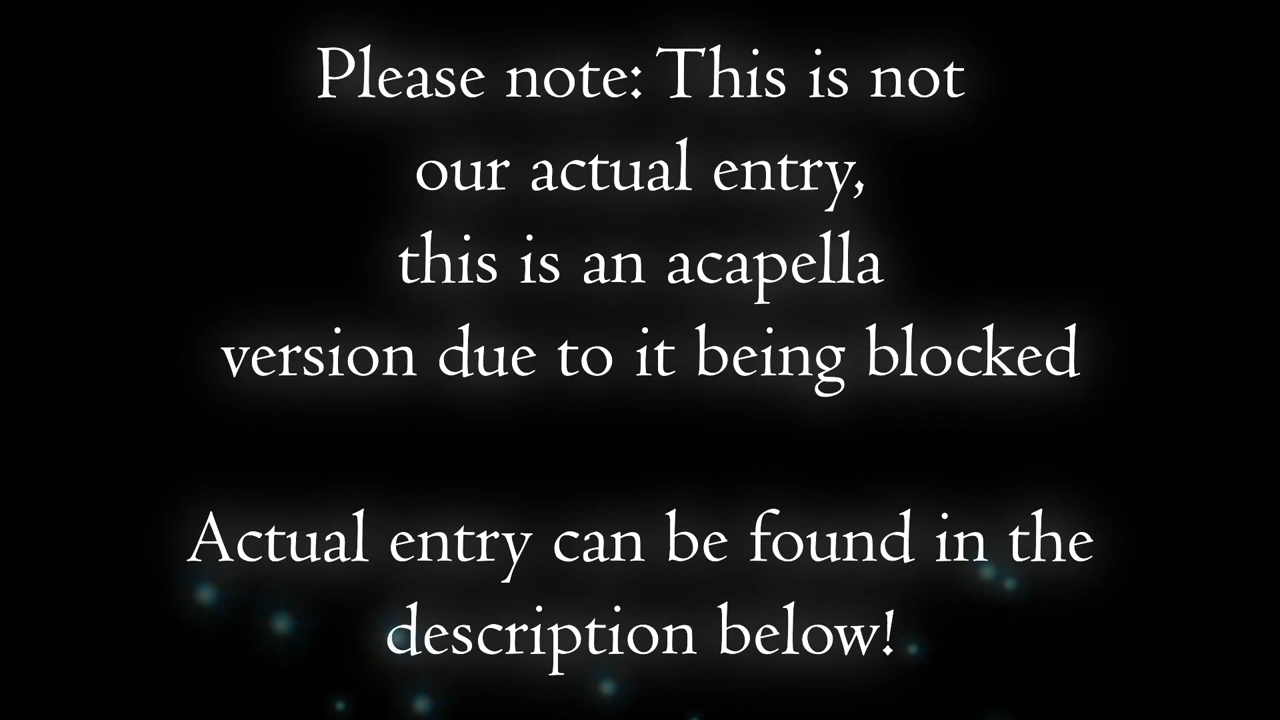 Please note: This is not
our actual entry,
this is an acapella
version due to it being blocked
Actual entry can be found in the
description below!